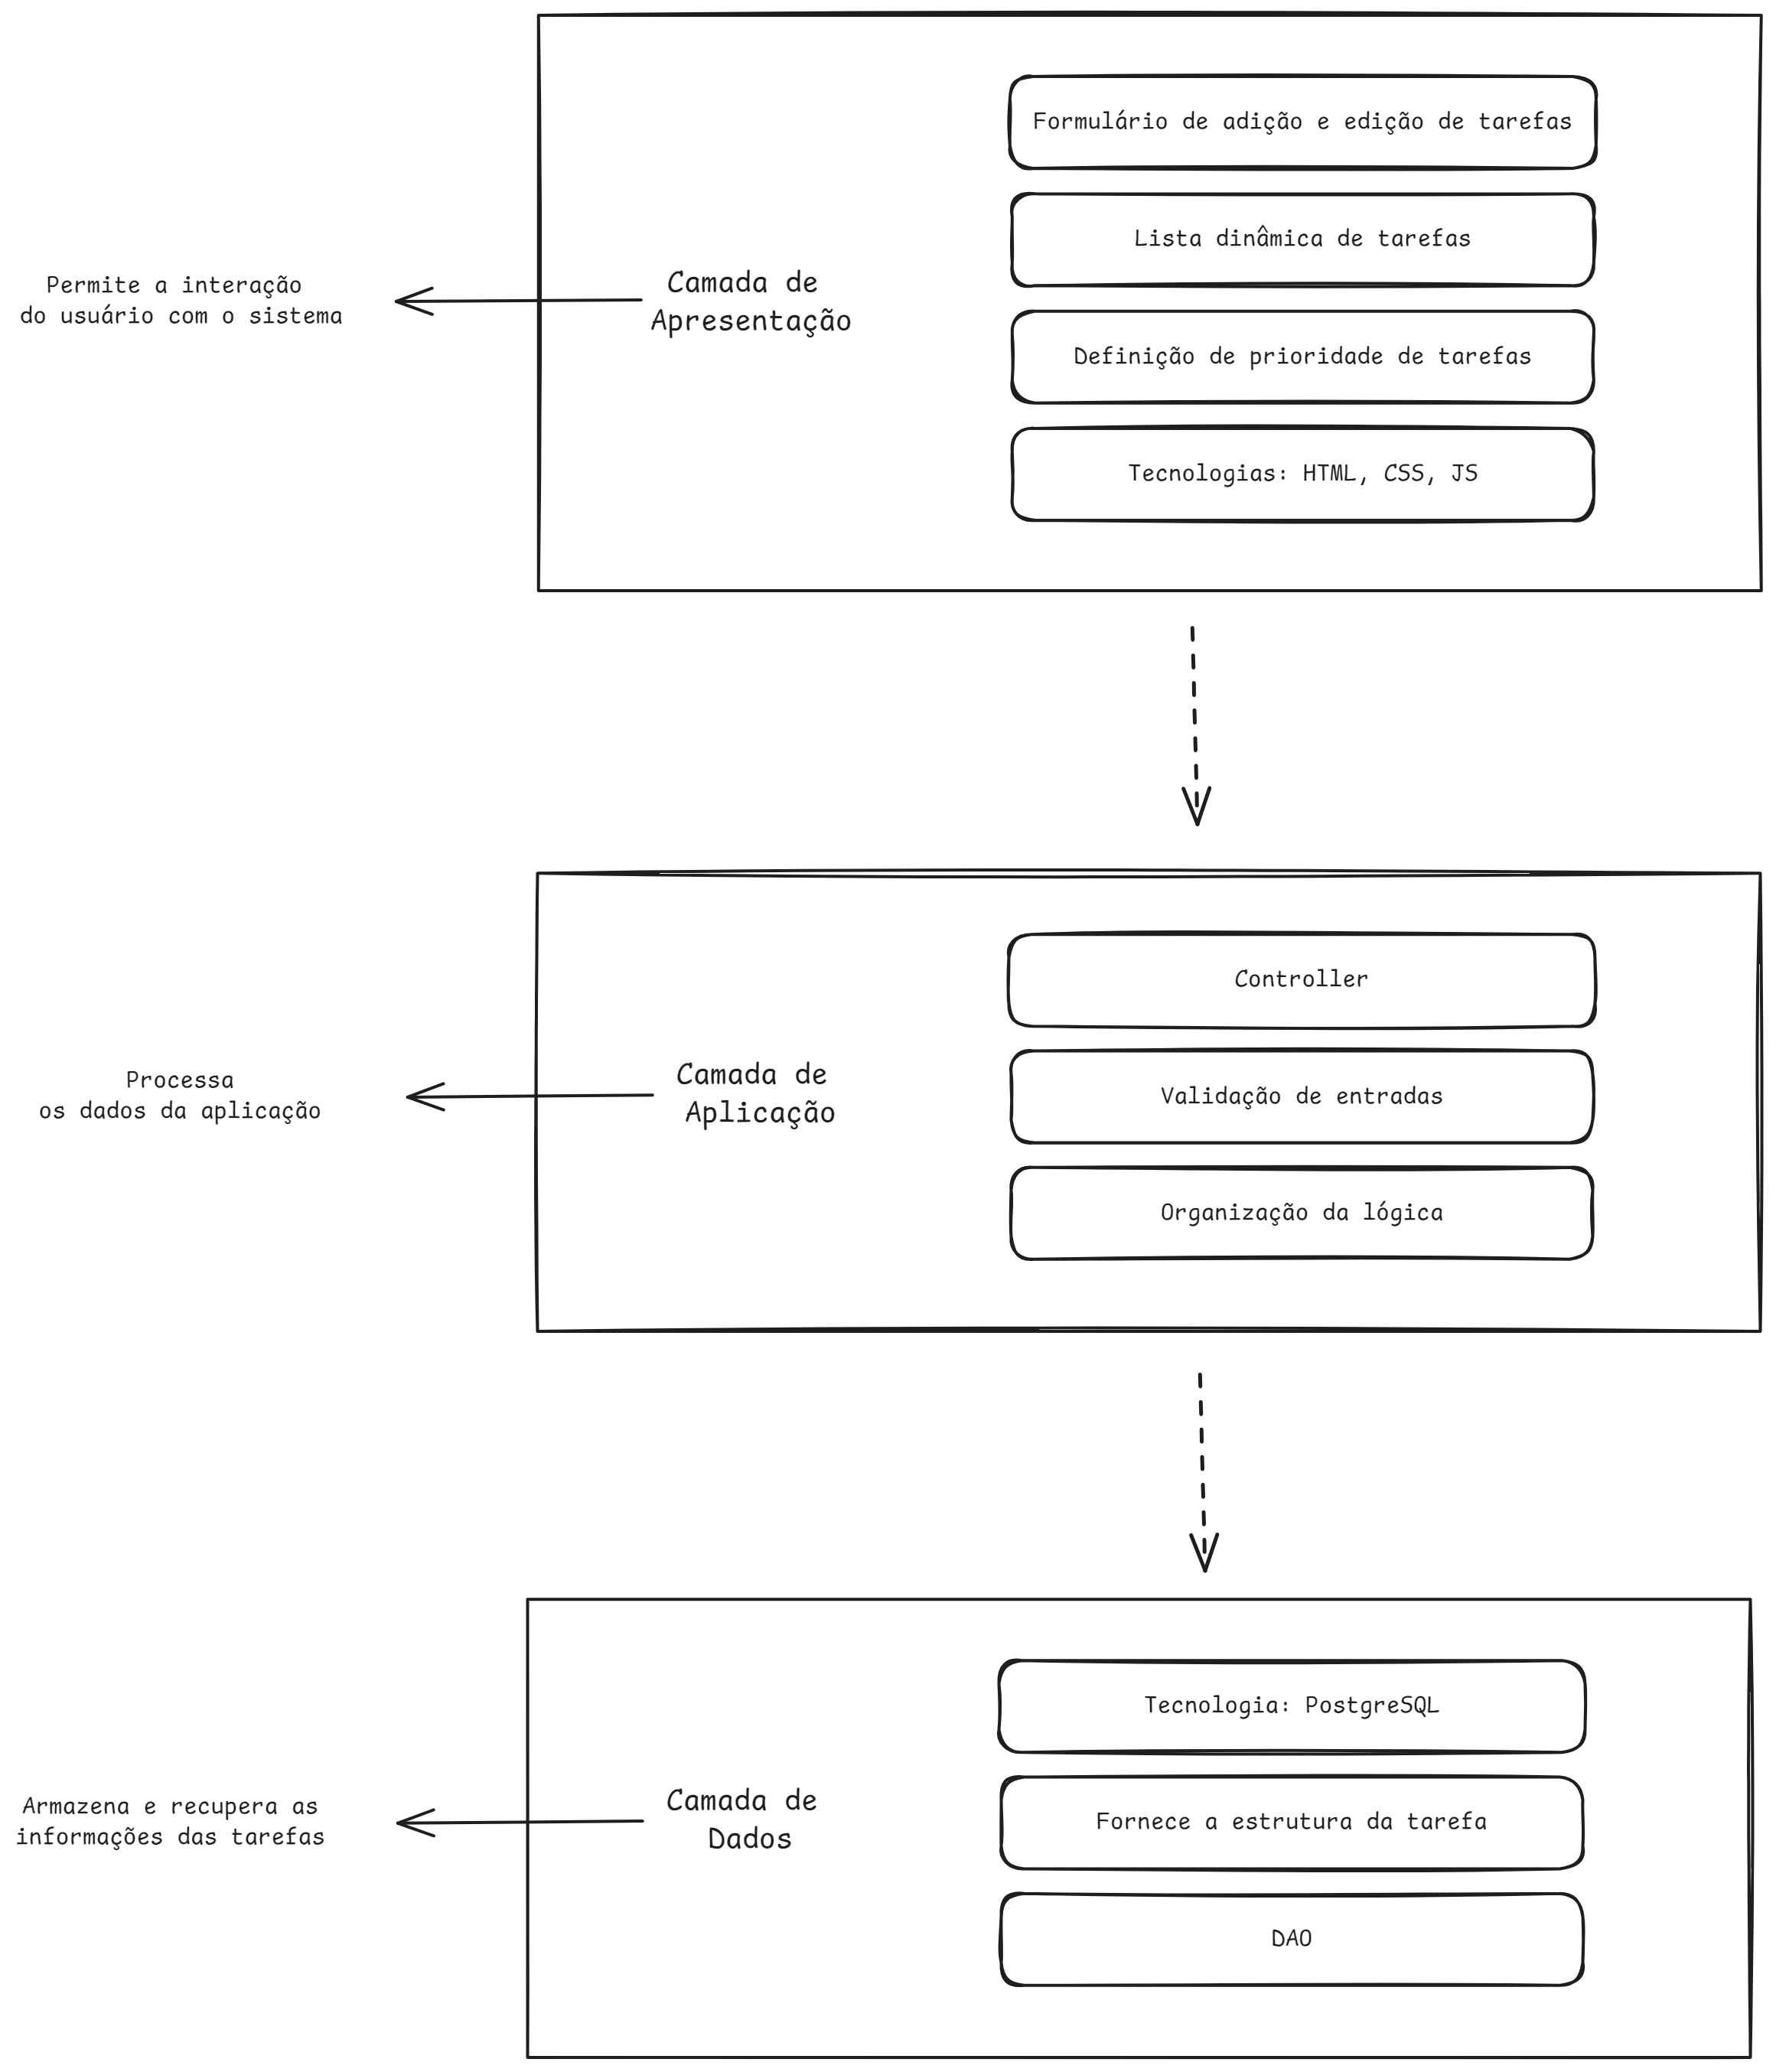 Formulário de adição e edição de tarefas
Lista dinâmica de tarefas
Permite a interação
do usuário com o sistema
Camada de
Apresentação
Definição de prioridade de tarefas
Tecnologias: HTML, CSS, JS
Controller
Processa
os dados da aplicação
Camada de
Aplicação
Validação de entradas
Organização da lógica
Tecnologia: PostgreSQL
Armazena e recupera as
informações das tarefas
Camada de
Dados
Fornece a estrutura da tarefa
DAO